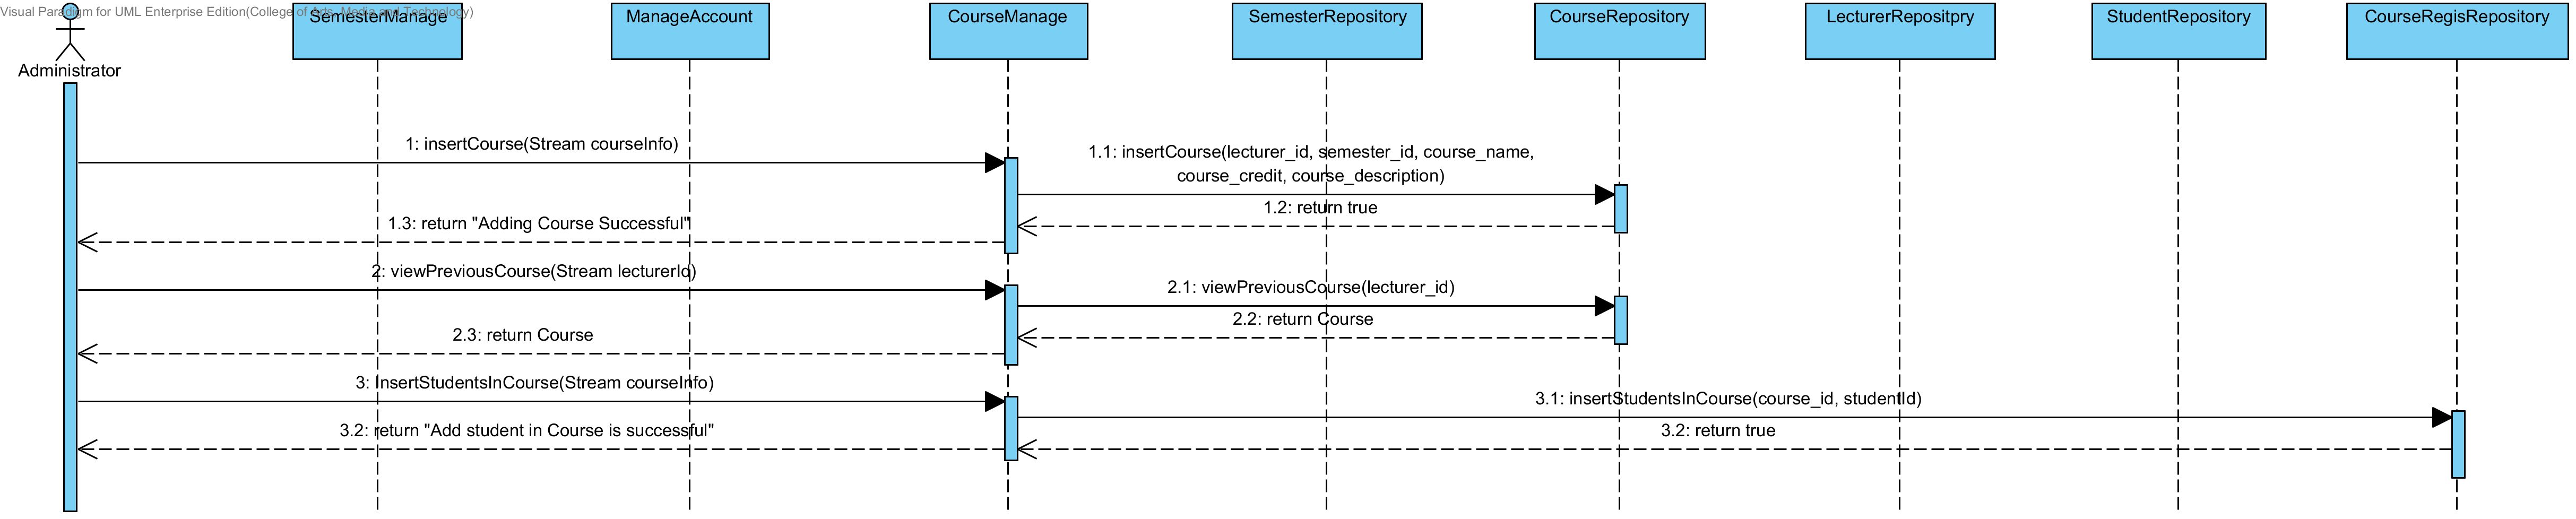 Visual Paradigm for UML Enterprise Edition(College of Arts, Media and Technology)
Administrator
SemesterManage
ManageAccount
CourseManage
SemesterRepository
CourseRepository
LecturerRepositpry
StudentRepository
CourseRegisRepository
1: insertCourse(Stream courseInfo)
1.1: insertCourse(lecturer_id, semester_id, course_name,
course_credit, course_description)
1.2: return true
1.3: return "Adding Course Successful"
2: viewPreviousCourse(Stream lecturerId)
2.1: viewPreviousCourse(lecturer_id)
2.2: return Course
2.3: return Course
3: InsertStudentsInCourse(Stream courseInfo)
3.1: insertStudentsInCourse(course_id, studentId)
3.2: return "Add student in Course is successful"
3.2: return true